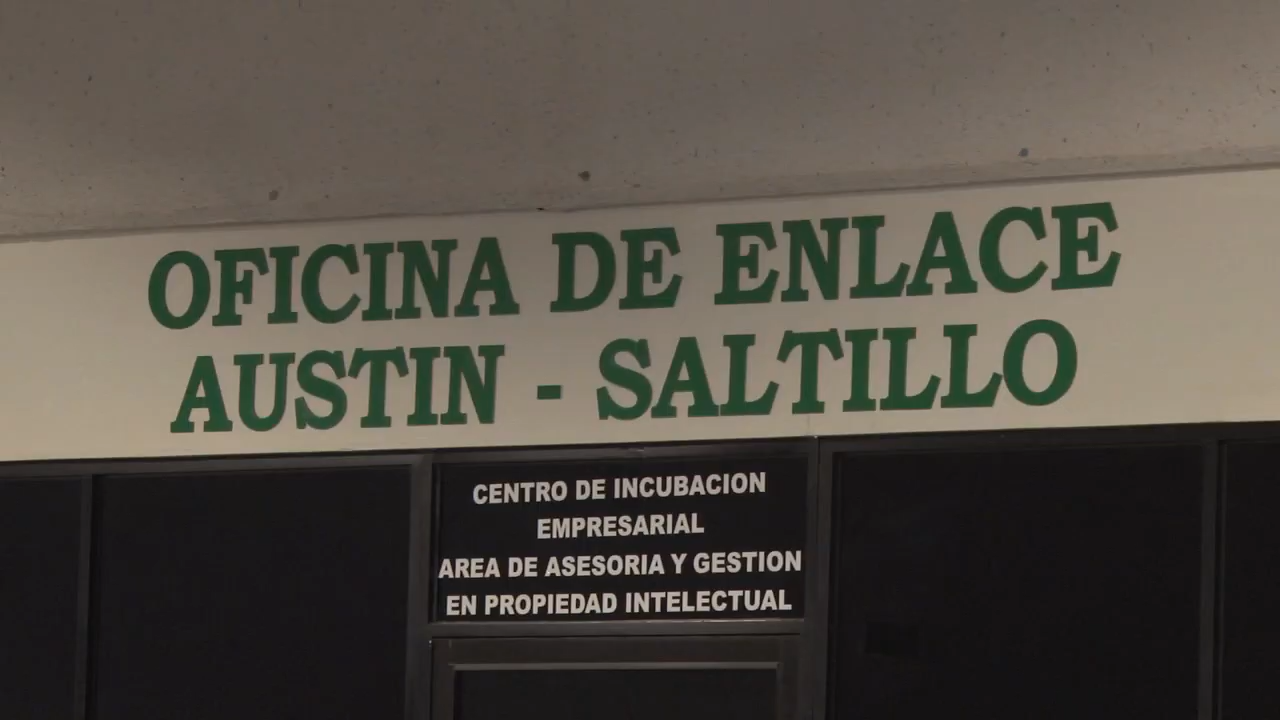 OFICINA DE ENLACE
AUSTIN - SALTILLO
CENTRO DE INCUBACION
EMPRESARIAL
AREA DE ASESORIA Y GESTION
EN PROPIEDAD INTELECTUAL